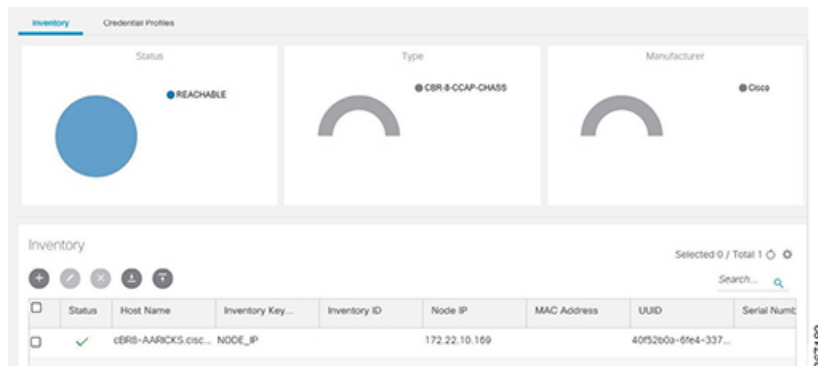 Inventory Credential Profiles
Status Type Manufacturer
REACHABLE CBR-8-CCAP-CHASS Cisco
Inventory
Selected 0 / Total 1
Search...
Status Host Name Inventory Key... Inventory ID Node IP MAC Address UUID Serial Numb
cBR8-AARICKS.cisc... NODE_IP 172.22.10.169 40f52b0a-6fe4-337...